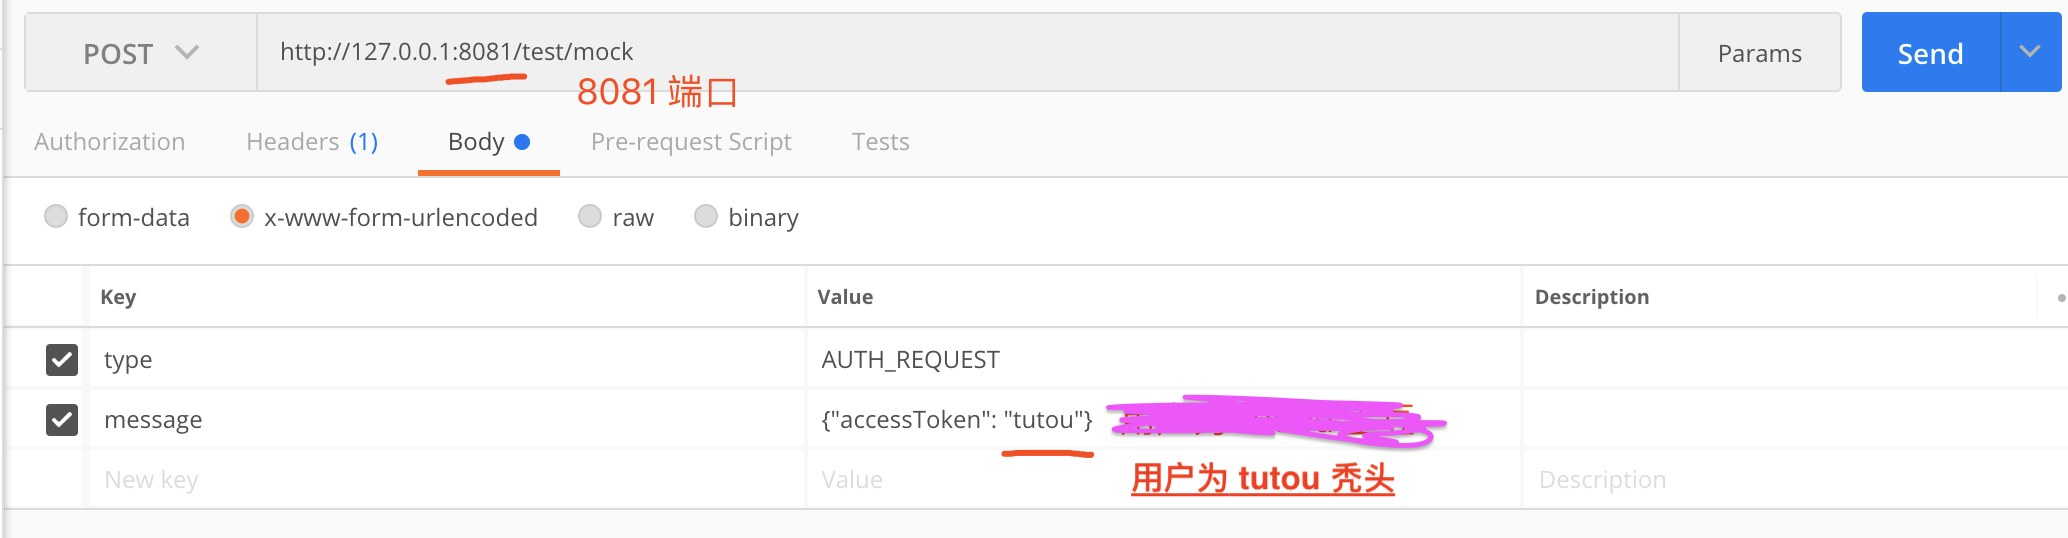 POST http://127.0.0.1:8081/test/mock Params Send
8081 端口
Authorization Headers (1) Body Pre-request Script Tests
form-data x-www-form-urlencoded raw binary
Key Value Description
type AUTH_REQUEST
message {"accessToken": "tutou"}
用户为 tutou 秃头
New key Value Description